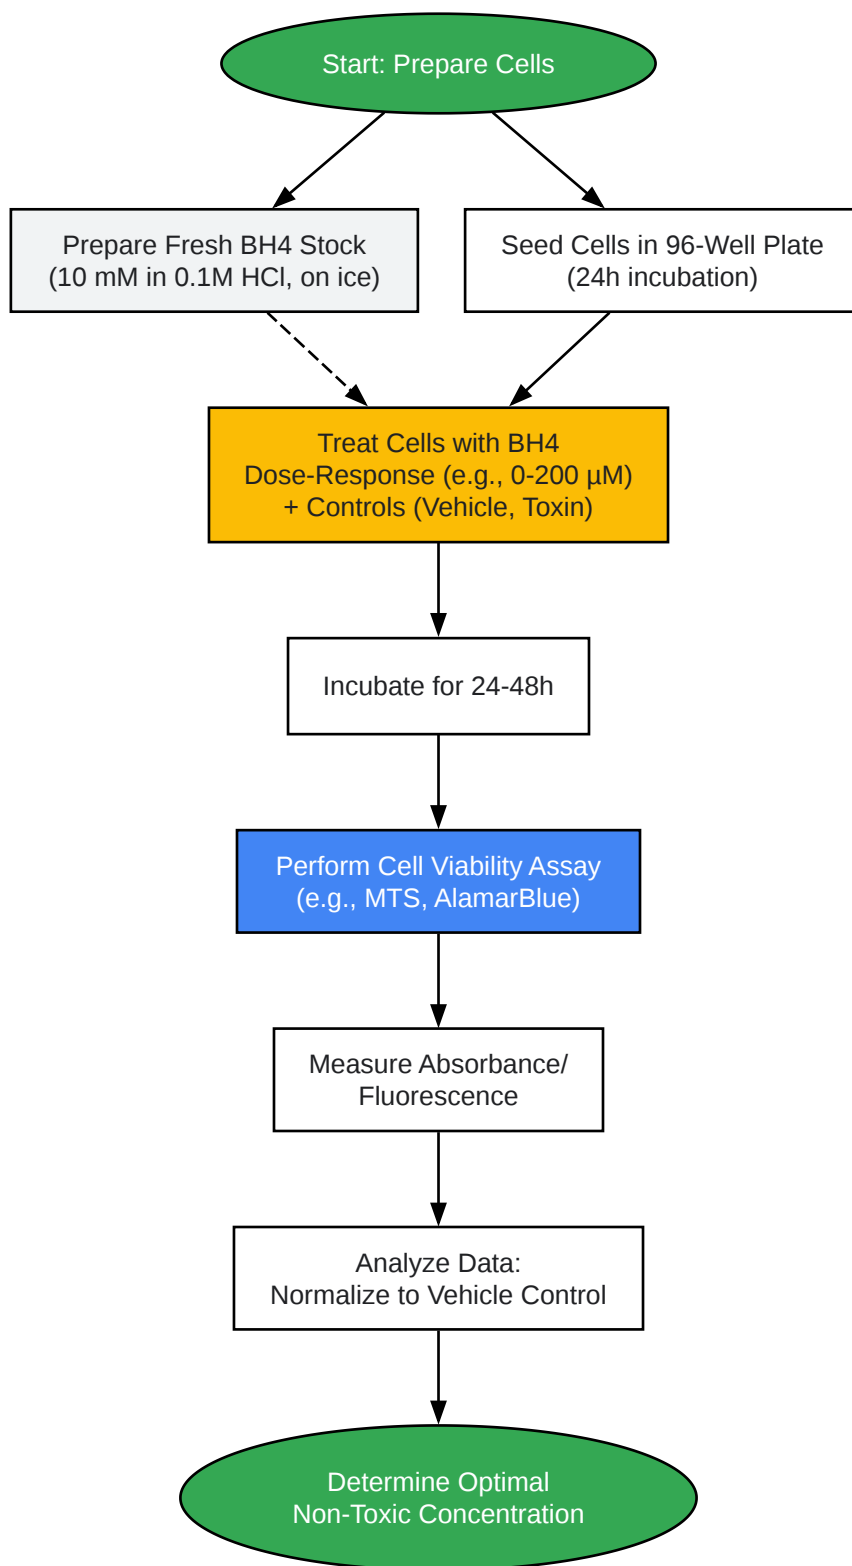 Start: Prepare Cells
Prepare Fresh BH4 Stock
(10 mM in 0.1M HCl, on ice)
Seed Cells in 96-Well Plate
(24h incubation)
Treat Cells with BH4
Dose-Response (e.g., 0-200 µM)
+ Controls (Vehicle, Toxin)
Incubate for 24-48h
Perform Cell Viability Assay
(e.g., MTS, AlamarBlue)
Measure Absorbance/
Fluorescence
Analyze Data:
Normalize to Vehicle Control
Determine Optimal
Non-Toxic Concentration